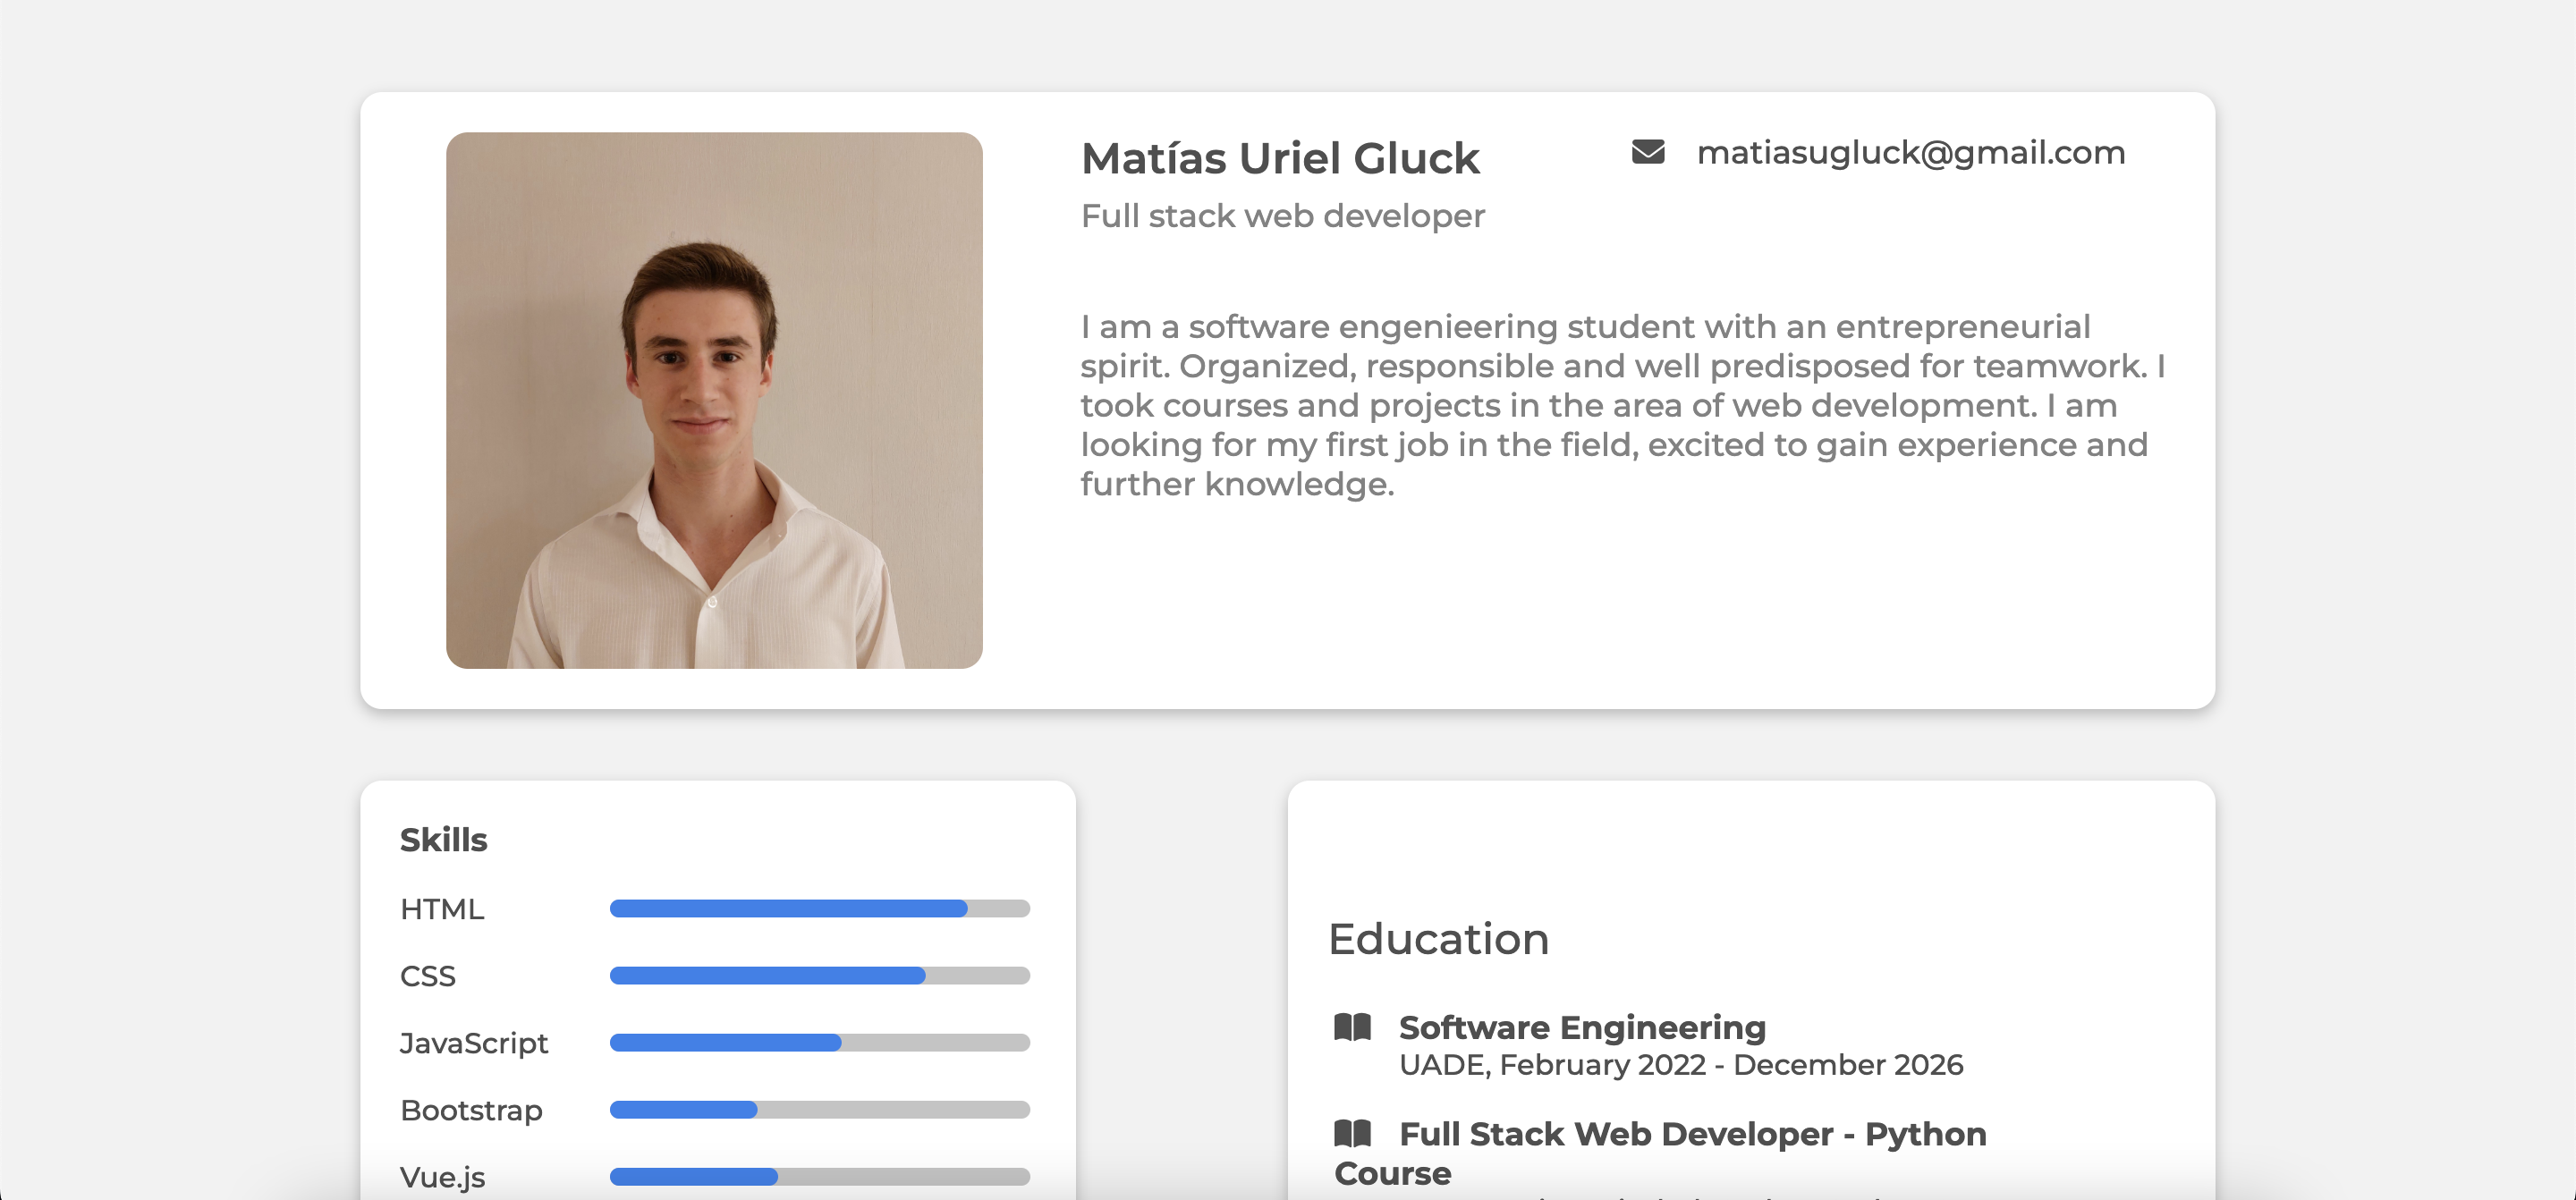 Matías Uriel Gluck
matiasugluck@gmail.com
Full stack web developer
I am a software engenieering student with an entrepreneurial
spirit. Organized, responsible and well predisposed for teamwork. I
took courses and projects in the area of web development. I am
looking for my first job in the field, excited to gain experience and
further knowledge.
Skills
HTML
CSS
JavaScript
Bootstrap
Vue.js
Education
Software Engineering
UADE, February 2022 - December 2026
Full Stack Web Developer - Python
Course